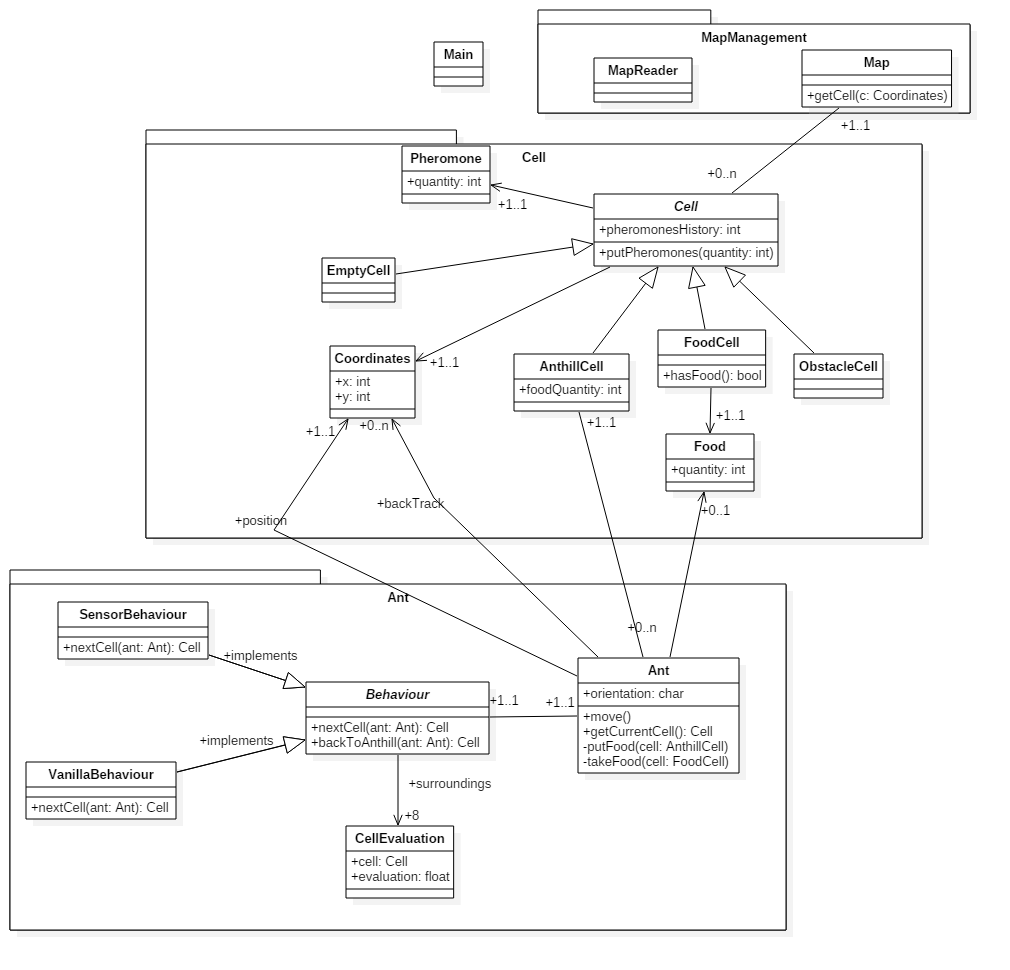 MapManagement
Main
MapReader
Map
+getCell(c: Coordinates)
+1..1
+0..n
Cell
Pheromone
+quantity: int
+1..1
Cell
+pheromonesHistory: int
+putPheromones(quantity: int)
EmptyCell
Coordinates
+x: int
+y: int
+1..1
AnthillCell
+foodQuantity: int
FoodCell
+hasFood(): bool
ObstacleCell
+1..1
+0..n
+1..1
+1..1
Food
+quantity: int
+0..1
+backTrack
+position
Ant
SensorBehaviour
+nextCell(ant: Ant): Cell
+implements
+0..n
Behaviour
+nextCell(ant: Ant): Cell
+backToAnthill(ant: Ant): Cell
+1..1
+1..1
Ant
+orientation: char
+move()
+getCurrentCell(): Cell
-putFood(cell: AnthillCell)
-takeFood(cell: FoodCell)
+implements
VanillaBehaviour
+nextCell(ant: Ant): Cell
+surroundings
+8
CellEvaluation
+cell: Cell
+evaluation: float